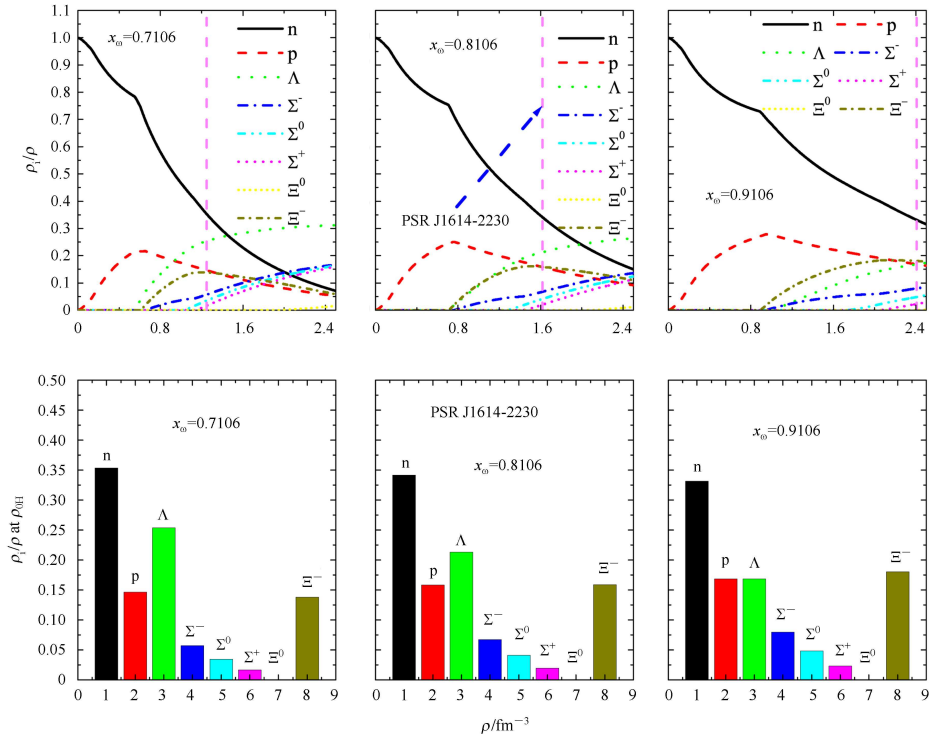 1.1
1.0
0.9
0.8
0.7
0.6
0.5
0.4
0.3
0.2
0.1
0
ρi/ρ
xω=0.7106
n
p
Λ
Σ⁻
Σ⁰
Σ⁺
Ξ⁰
Ξ⁻
0 0.8 1.6 2.4
xω=0.8106
n
p
Λ
Σ⁻
Σ⁰
Σ⁺
Ξ⁰
Ξ⁻
PSR J1614-2230
0 0.8 1.6 2.4
n p
Λ Σ⁻
Σ⁰ Σ⁺
Ξ⁰ Ξ⁻
xω=0.9106
0 0.8 1.6 2.4
0.50
0.45
0.40
0.35
0.30
0.25
0.20
0.15
0.10
0.05
0
ρi/ρ at ρ0H
xω=0.7106
n
p
Λ
Σ⁻
Σ⁰
Σ⁺
Ξ⁰
Ξ⁻
0 1 2 3 4 5 6 7 8 9
PSR J1614-2230
xω=0.8106
n
p
Λ
Σ⁻
Σ⁰
Σ⁺
Ξ⁰
Ξ⁻
0 1 2 3 4 5 6 7 8 9
xω=0.9106
n
p
Λ
Σ⁻
Σ⁰
Σ⁺
Ξ⁰
Ξ⁻
0 1 2 3 4 5 6 7 8 9
ρ/fm⁻³